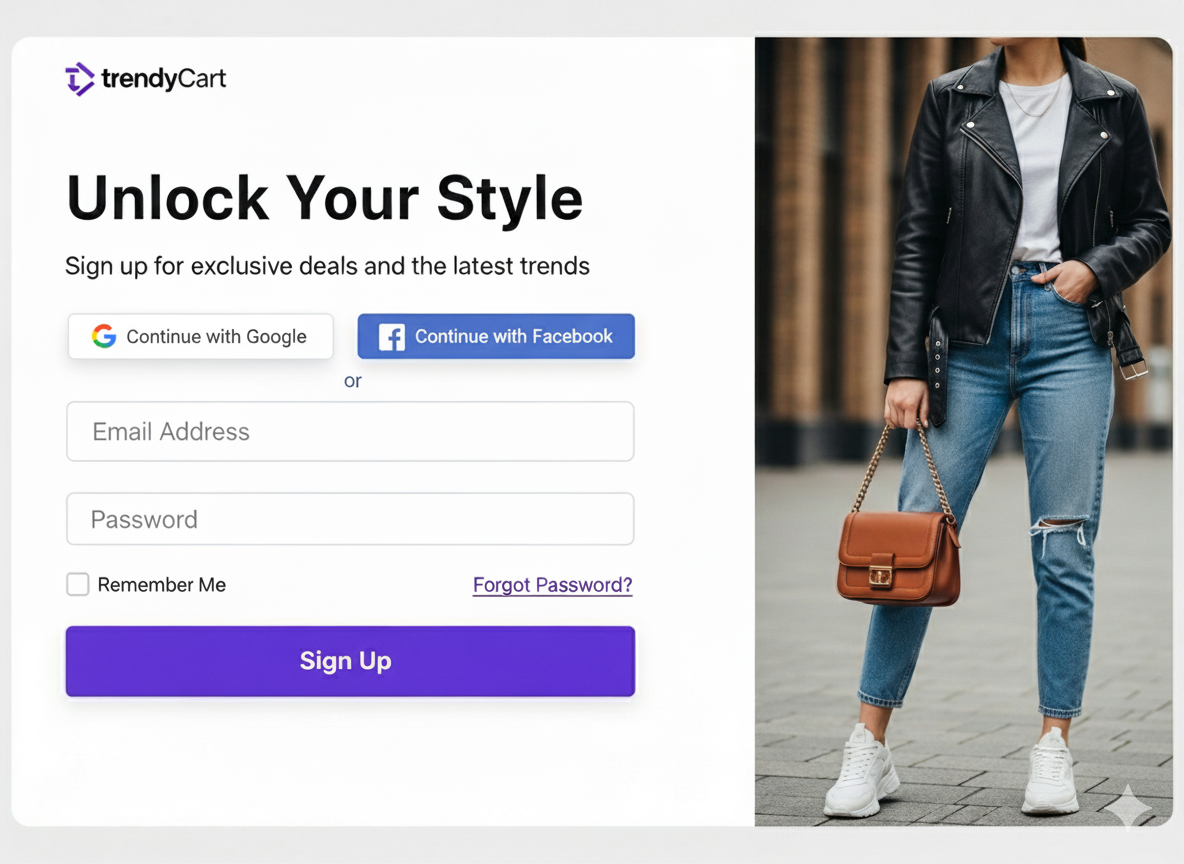 trendyCart
Unlock Your Style
Sign up for exclusive deals and the latest trends
Continue with Google
Continue with Facebook
or
Email Address
Password
Remember Me
Forgot Password?
Sign Up